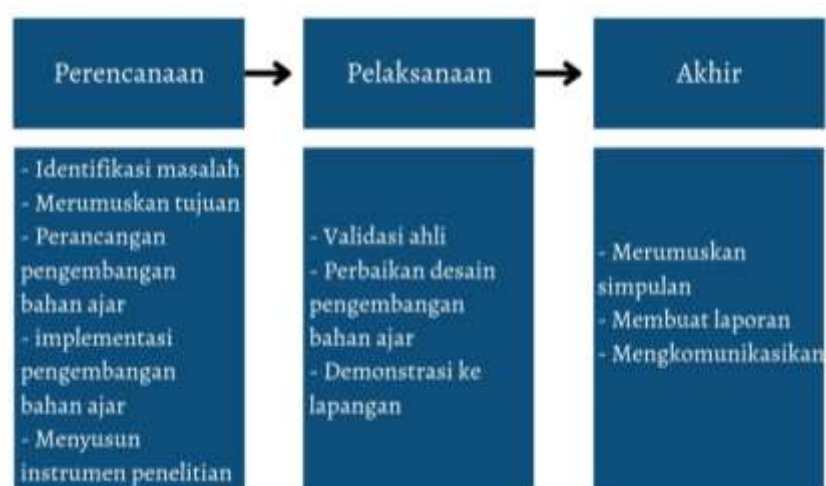 Perencanaan
Pelaksanaan
Akhir
- Identifikasi masalah
- Merumuskan tujuan
- Perancangan
pengembangan
bahan ajar
- implementasi
pengembangan
bahan ajar
- Menyusun
instrumen penelitian
- Validasi ahli
- Perbaikan desain
pengembangan
bahan ajar
- Demonstrasi ke
lapangan
- Merumuskan
simpulan
- Membuat laporan
- Mengkomunikasikan